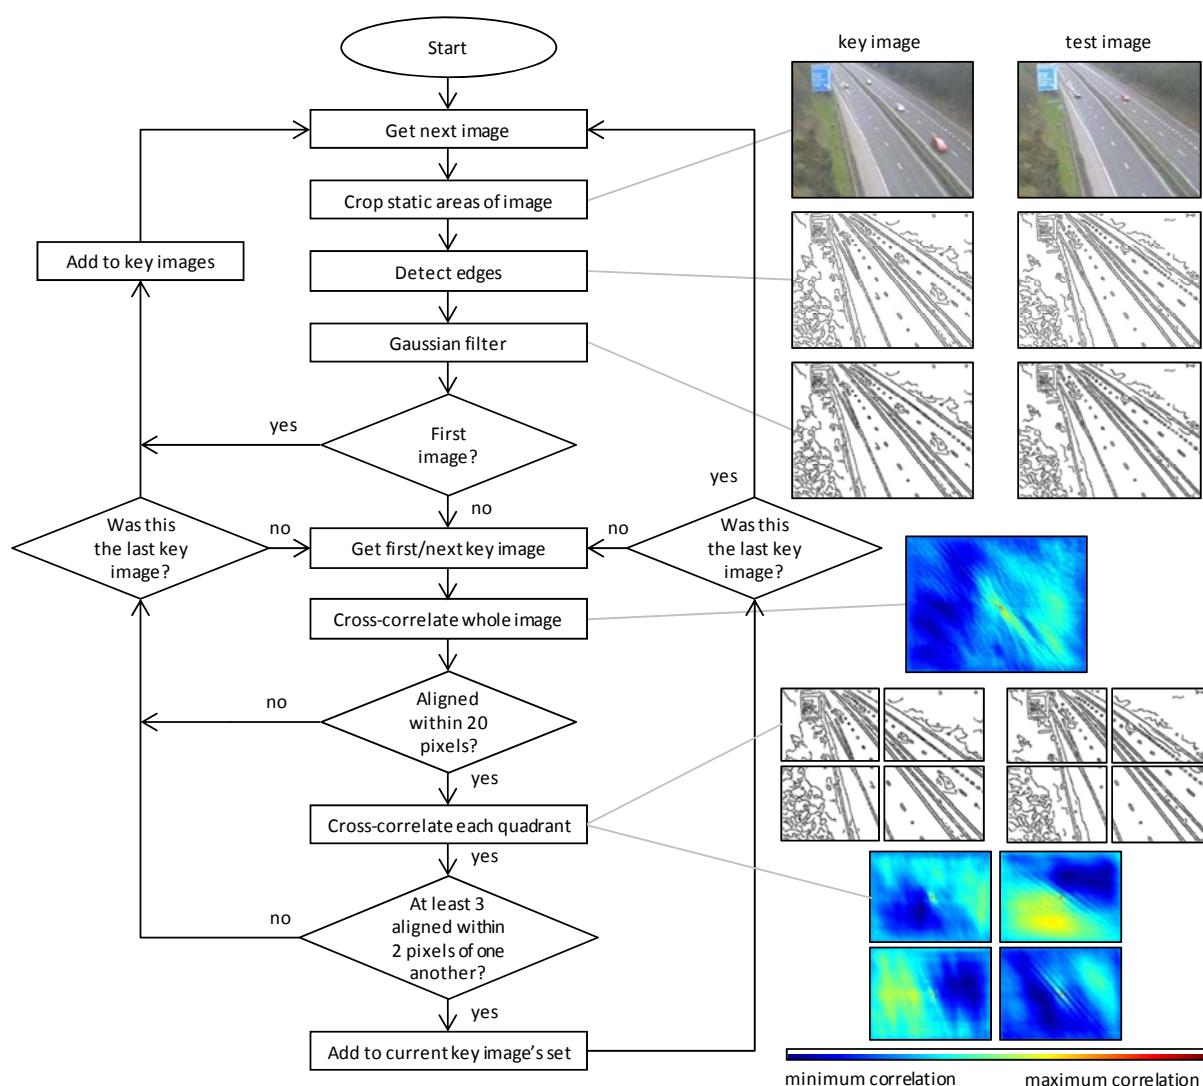 Start
key image
test image
Get next image
Crop static areas of image
Add to key images
Detect edges
Gaussian filter
yes
First
image?
no
yes
Was this
the last key
image?
no
Get first/next key image
no
Was this
the last key
image?
Cross-correlate whole image
no
Aligned
within 20
pixels?
yes
Cross-correlate each quadrant
yes
no
At least 3
aligned within
2 pixels of one
another?
yes
Add to current key image's set
minimum correlation
maximum correlation